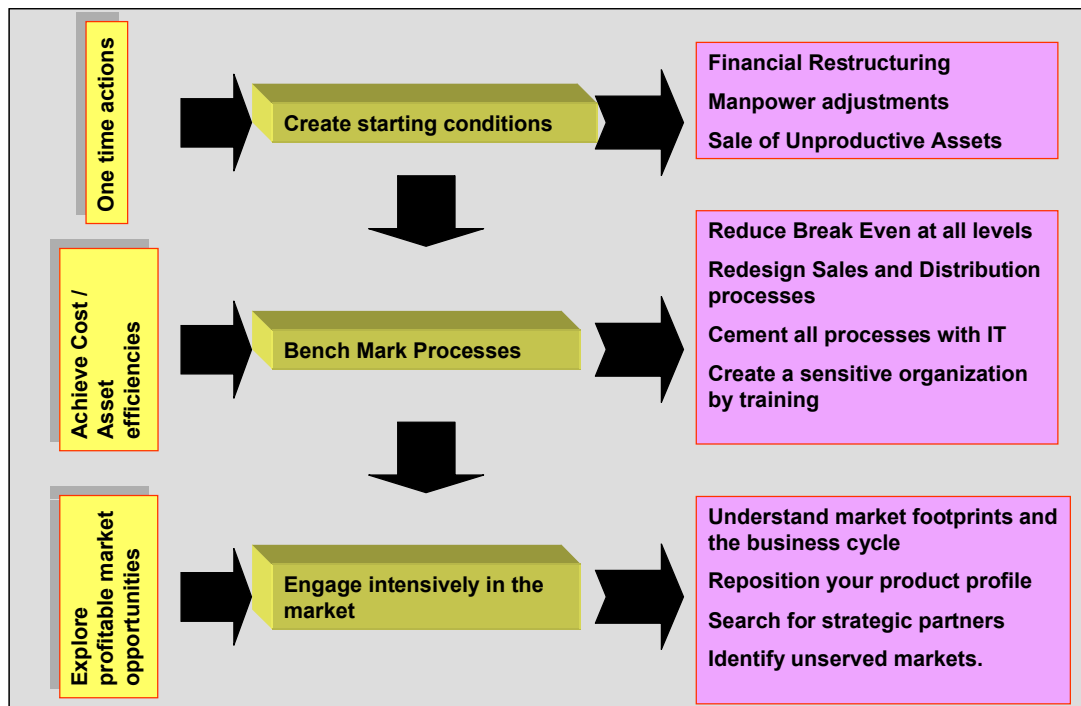 One time actions
Create starting conditions
Financial Restructuring
Manpower adjustments
Sale of Unproductive Assets
Achieve Cost /
Asset
efficiencies
Bench Mark Processes
Reduce Break Even at all levels
Redesign Sales and Distribution
processes
Cement all processes with IT
Create a sensitive organization
by training
Explore
profitable market
opportunities
Engage intensively in the
market
Understand market footprints and
the business cycle
Reposition your product profile
Search for strategic partners
Identify unserved markets.